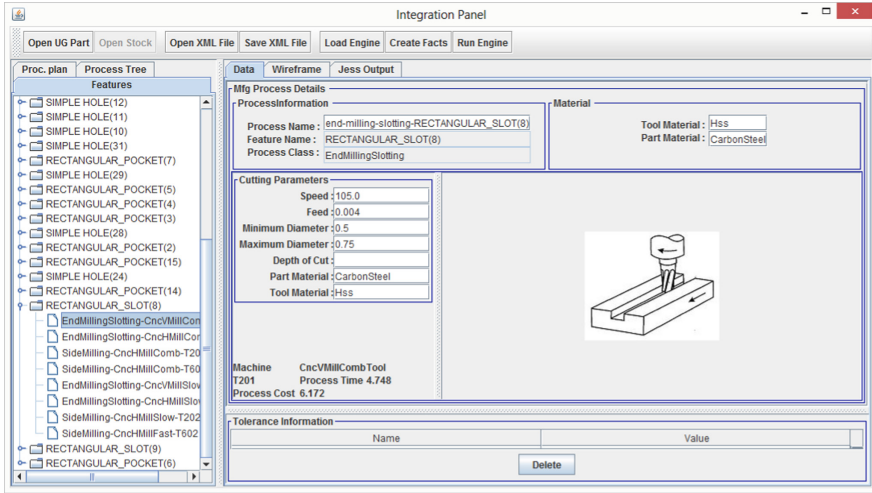 Integration Panel
Open UG Part Open Stock Open XML File Save XML File Load Engine Create Facts Run Engine
Proc. plan Process Tree
Features
SIMPLE HOLE(12)
SIMPLE HOLE(11)
SIMPLE HOLE(10)
SIMPLE HOLE(31)
RECTANGULAR_POCKET(7)
SIMPLE HOLE(29)
RECTANGULAR_POCKET(5)
RECTANGULAR_POCKET(4)
RECTANGULAR_POCKET(3)
SIMPLE HOLE(28)
RECTANGULAR_POCKET(2)
RECTANGULAR_POCKET(15)
SIMPLE HOLE(24)
RECTANGULAR_POCKET(14)
RECTANGULAR_SLOT(8)
EndMillingSlotting-CncVMillCon
EndMillingSlotting-CncHMillCor
SideMilling-CncHMillComb-T20
SideMilling-CncHMillComb-T60
EndMillingSlotting-CncVMillSlov
EndMillingSlotting-CncHMillSlov
SideMilling-CncHMillSlow-T202
SideMilling-CncHMillFast-T602
RECTANGULAR_SLOT(9)
RECTANGULAR_POCKET(6)
Data Wireframe Jess Output
Mfg Process Details
ProcessInformation
Process Name : end-milling-slotting-RECTANGULAR_SLOT(8)
Feature Name : RECTANGULAR_SLOT(8)
Process Class : EndMillingSlotting
Material
Tool Material : Hss
Part Material : CarbonSteel
Cutting Parameters
Speed : 105.0
Feed : 0.004
Minimum Diameter : 0.5
Maximum Diameter : 0.75
Depth of Cut :
Part Material : CarbonSteel
Tool Material : Hss
Machine CncVMillCombTool
T201 Process Time 4.748
Process Cost 6.172
Tolerance Information
Name Value
Delete